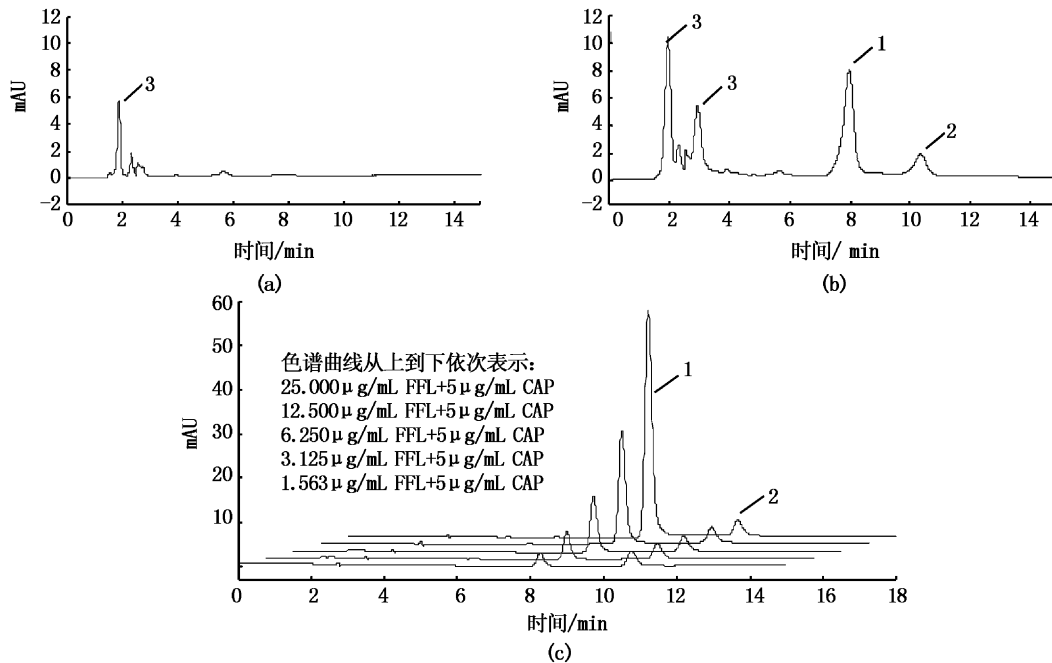 12
10
8
6
4
2
0
-2
mAU
3
0 2 4 6 8 10 12 14
时间/min
(a)
12
10
8
6
4
2
0
-2
mAU
3
3
1
2
0 2 4 6 8 10 12 14
时间/ min
(b)
60
50
40
30
20
10
mAU
色谱曲线从上到下依次表示:
25.000μg/mL FFL+5μg/mL CAP
12.500μg/mL FFL+5μg/mL CAP
6.250μg/mL FFL+5μg/mL CAP
3.125μg/mL FFL+5μg/mL CAP
1.563μg/mL FFL+5μg/mL CAP
1
2
0 2 4 6 8 10 12 14 16 18
时间/min
(c)